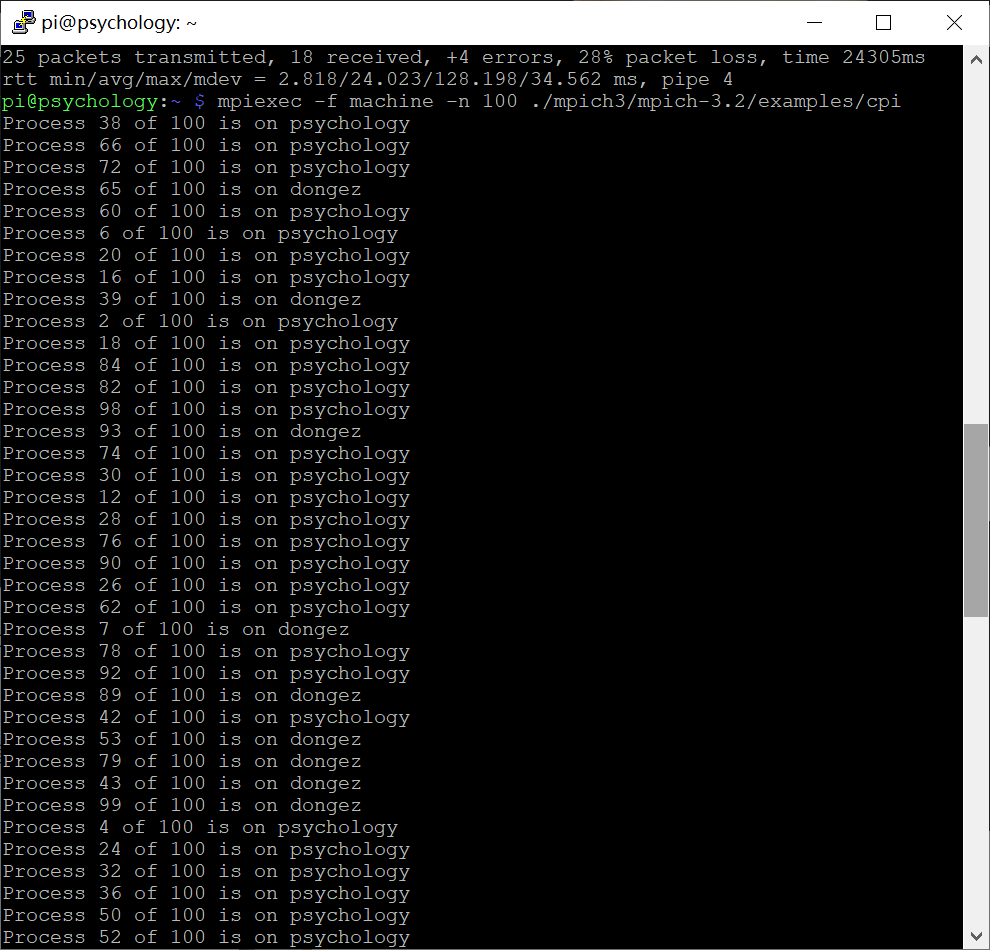 pi@psychology: ~
25 packets transmitted, 18 received, +4 errors, 28% packet loss, time 24305ms
rtt min/avg/max/mdev = 2.818/24.023/128.198/34.562 ms, pipe 4
pi@psychology:~ $ mpiexec -f machine -n 100 ./mpich3/mpich-3.2/examples/cpi
Process 38 of 100 is on psychology
Process 66 of 100 is on psychology
Process 72 of 100 is on psychology
Process 65 of 100 is on dongez
Process 60 of 100 is on psychology
Process 6 of 100 is on psychology
Process 20 of 100 is on psychology
Process 16 of 100 is on psychology
Process 39 of 100 is on dongez
Process 2 of 100 is on psychology
Process 18 of 100 is on psychology
Process 84 of 100 is on psychology
Process 82 of 100 is on psychology
Process 98 of 100 is on psychology
Process 93 of 100 is on dongez
Process 74 of 100 is on psychology
Process 30 of 100 is on psychology
Process 12 of 100 is on psychology
Process 28 of 100 is on psychology
Process 76 of 100 is on psychology
Process 90 of 100 is on psychology
Process 26 of 100 is on psychology
Process 62 of 100 is on psychology
Process 7 of 100 is on dongez
Process 78 of 100 is on psychology
Process 92 of 100 is on psychology
Process 89 of 100 is on dongez
Process 42 of 100 is on psychology
Process 53 of 100 is on dongez
Process 79 of 100 is on dongez
Process 43 of 100 is on dongez
Process 99 of 100 is on dongez
Process 4 of 100 is on psychology
Process 24 of 100 is on psychology
Process 32 of 100 is on psychology
Process 36 of 100 is on psychology
Process 50 of 100 is on psychology
Process 52 of 100 is on psychology